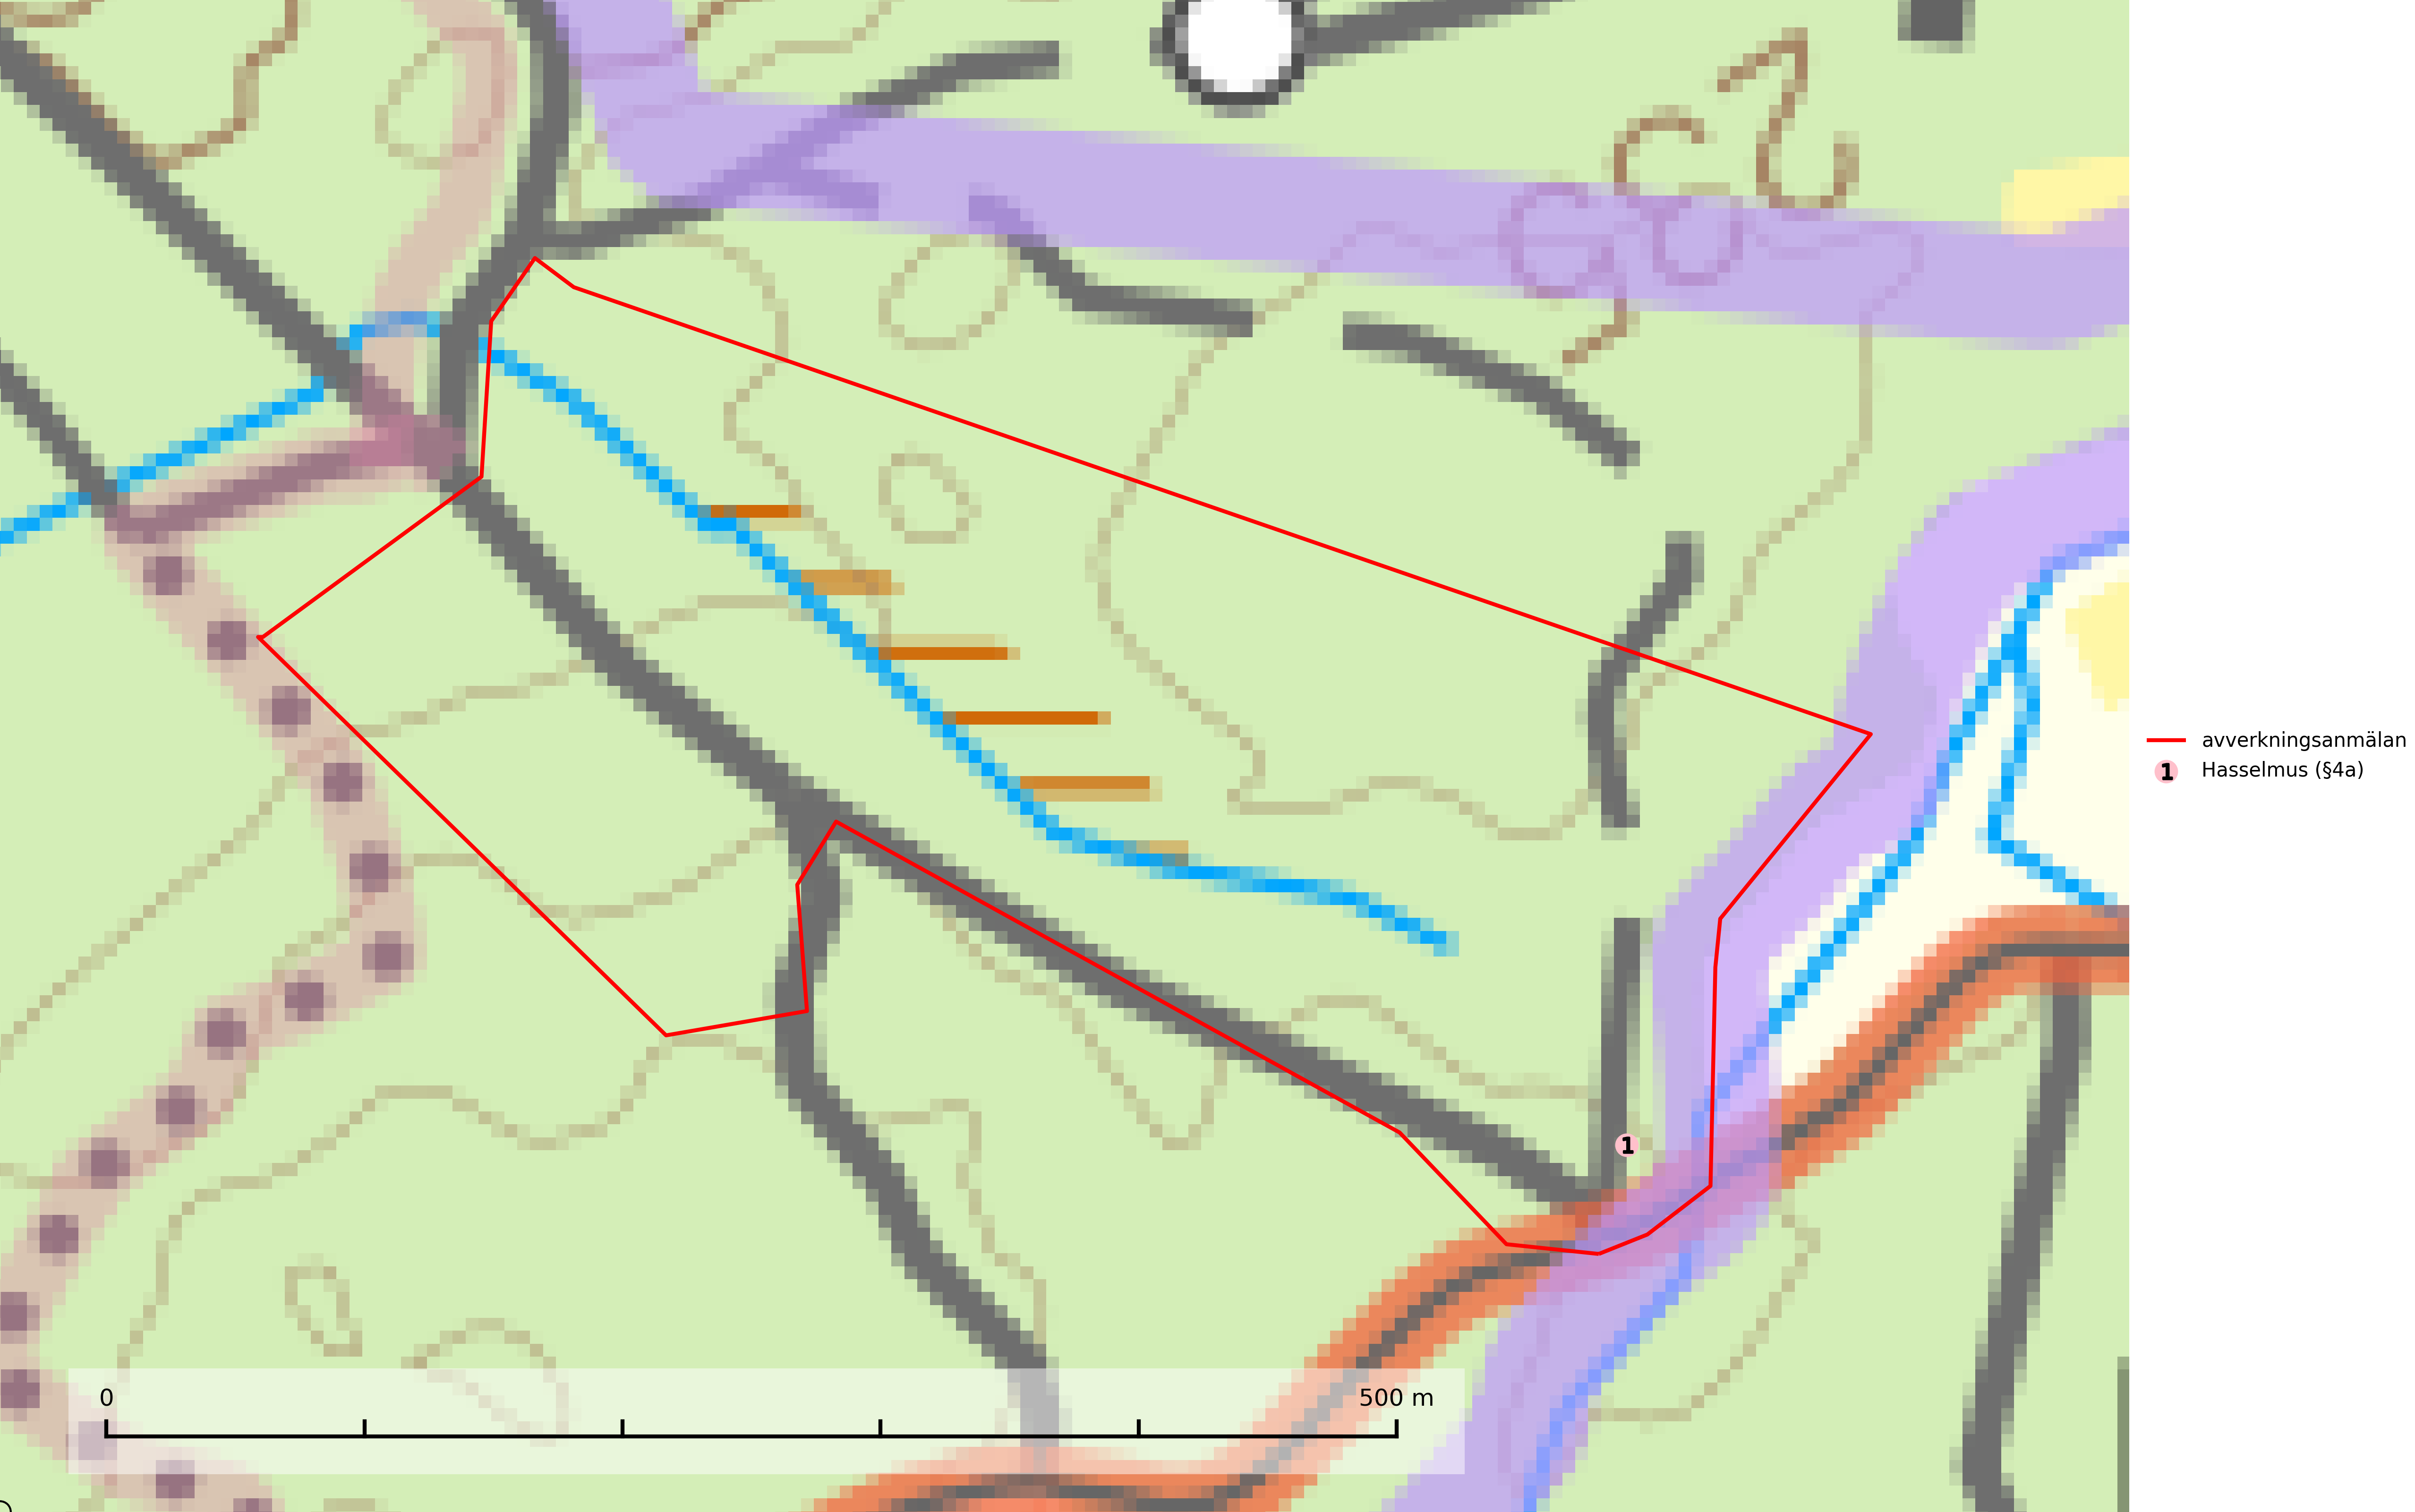 avverkningsanmälan
1 Hasselmus (§4a)
1
0 500 m